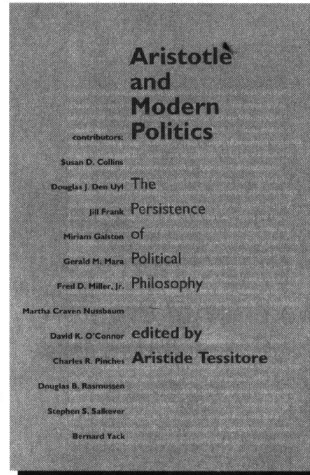 Aristotle
and
Modern
Politics
The
Persistence
of
Political
Philosophy
edited by
Aristide Tessitore
contributors:
Susan D. Collins
Douglas J. Den Uyl
Jill Frank
Miriam Galston
Gerald M. Mara
Fred D. Miller, Jr.
Martha Craven Nussbaum
David K. O'Connor
Charles R. Pinches
Douglas B. Rasmussen
Stephen S. Salkever
Bernard Yack